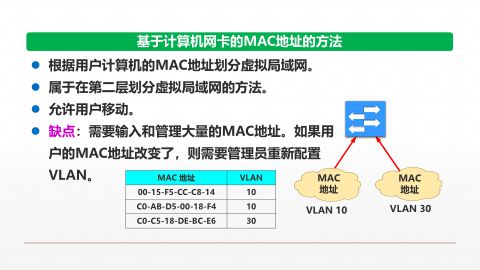 基于计算机网卡的MAC地址的方法
根据用户计算机的MAC地址划分虚拟局域网。
属于在第二层划分虚拟局域网的方法。
允许用户移动。
缺点：需要输入和管理大量的MAC地址。如果用
户的MAC地址改变了，则需要管理员重新配置
VLAN。
MAC 地址 VLAN
00-15-F5-CC-C8-14 10
C0-AB-D5-00-18-F4 10
C0-C5-18-DE-BC-E6 30
MAC
地址
VLAN 10
MAC
地址
VLAN 30